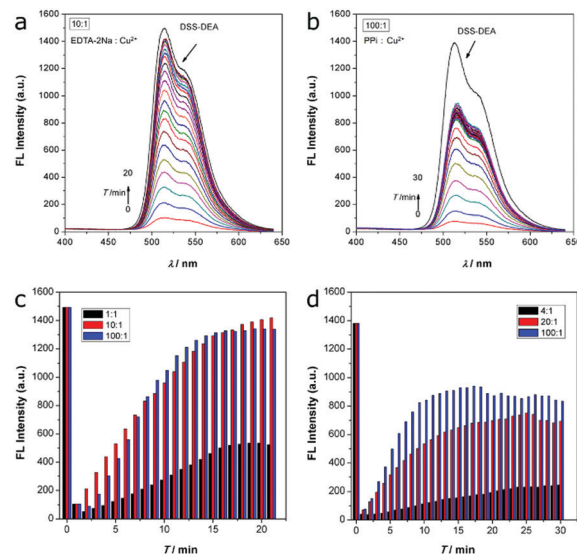 a
10:1
EDTA-2Na : Cu²⁺
DSS-DEA
20
T /min
0
FL Intensity (a.u.)
1600
1400
1200
1000
800
600
400
200
0
400 450 500 550 600 650
λ / nm
b
100:1
PPi : Cu²⁺
DSS-DEA
30
T /min
0
FL Intensity (a.u.)
1600
1400
1200
1000
800
600
400
200
0
400 450 500 550 600 650
λ / nm
c
1:1
10:1
100:1
FL Intensity (a.u.)
1600
1400
1200
1000
800
600
400
200
0
0 5 10 15 20
T / min
d
4:1
20:1
100:1
FL Intensity (a.u.)
1600
1400
1200
1000
800
600
400
200
0
0 5 10 15 20 25 30
T / min